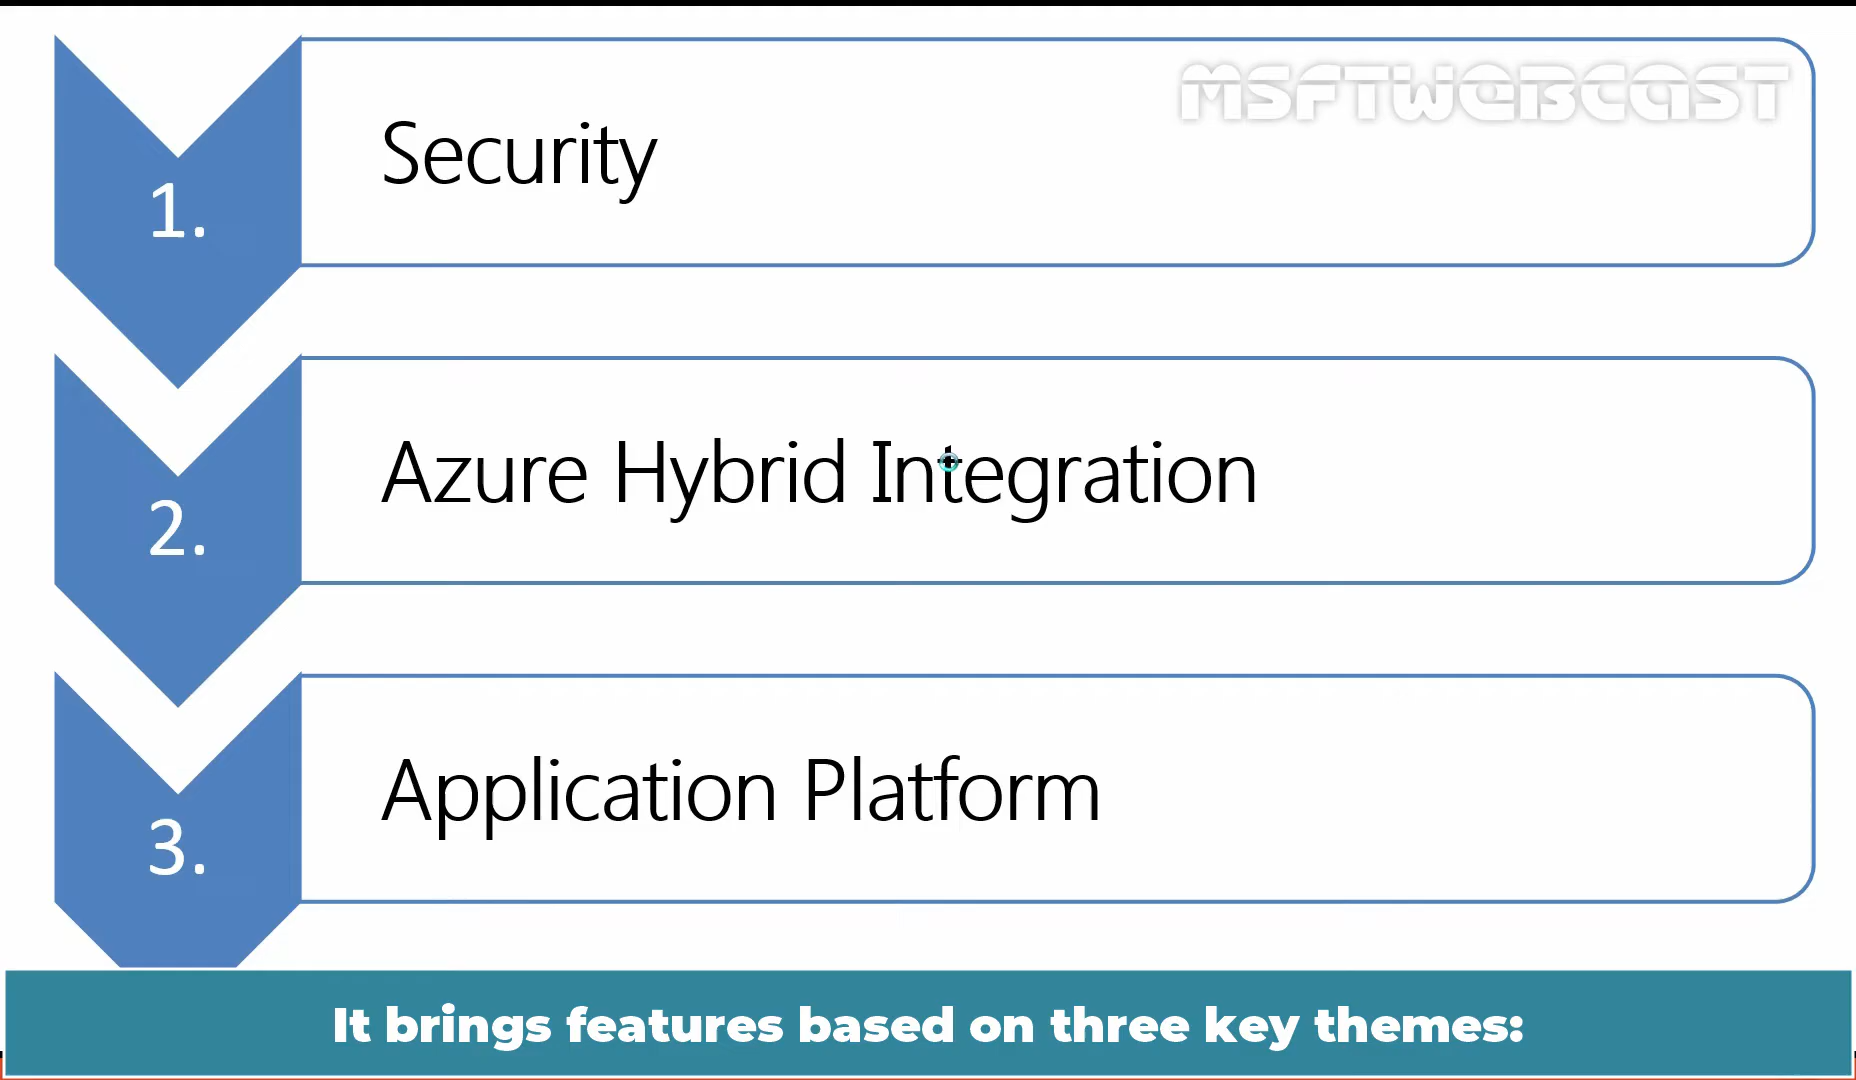 MSFTWEBCAST
1. Security
2. Azure Hybrid Integration
3. Application Platform
It brings features based on three key themes: